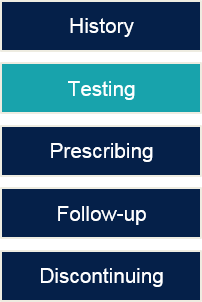 History
Testing
Prescribing
Follow-up
Discontinuing